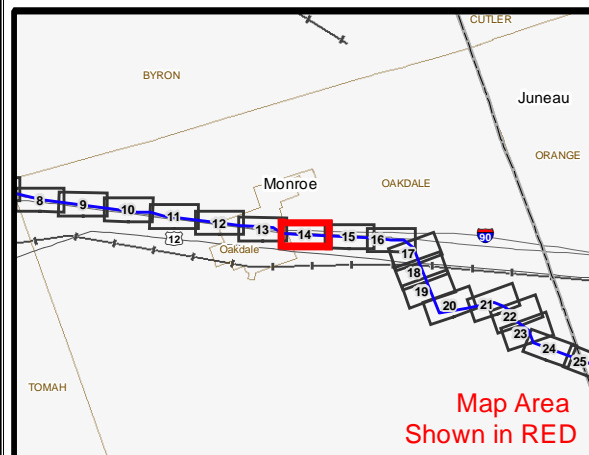 CUTLER
BYRON
Juneau
ORANGE
Monroe
OAKDALE
8
9
10
11
12
13
14
15
16
12
90
Oakdale
17
18
19
20
21
22
23
24
25
TOMAH
Map Area
Shown in RED